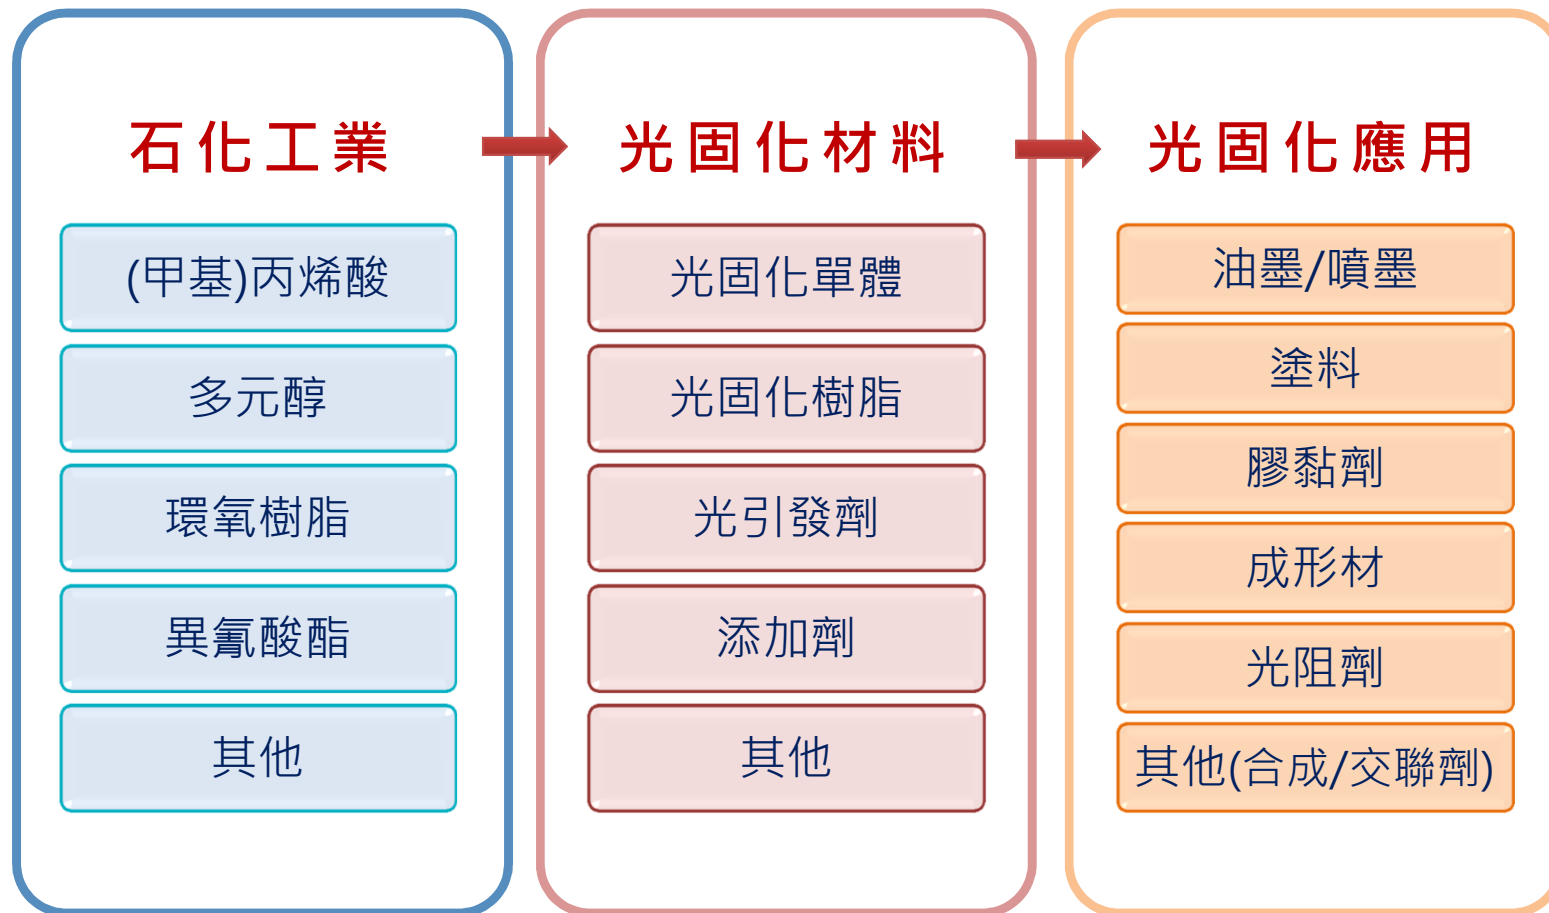 石化工業
(甲基)丙烯酸
多元醇
環氧樹脂
異氰酸酯
其他
光固化材料
光固化單體
光固化樹脂
光引發劑
添加劑
其他
光固化應用
油墨/噴墨
塗料
膠黏劑
成形材
光阻劑
其他(合成/交聯劑)